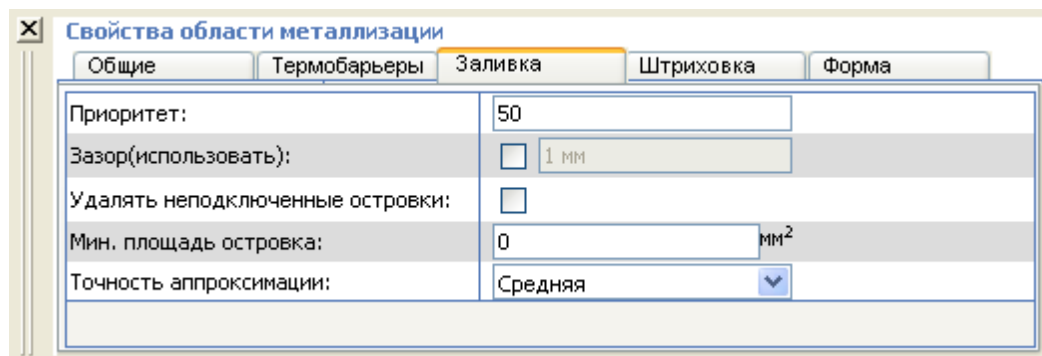 Свойства области металлизации
Общие Термобарьеры Заливка Штриховка Форма
Приоритет: 50
Зазор(использовать): 1 мм
Удалять неподключенные островки:
Мин. площадь островка: 0 мм²
Точность аппроксимации: Средняя